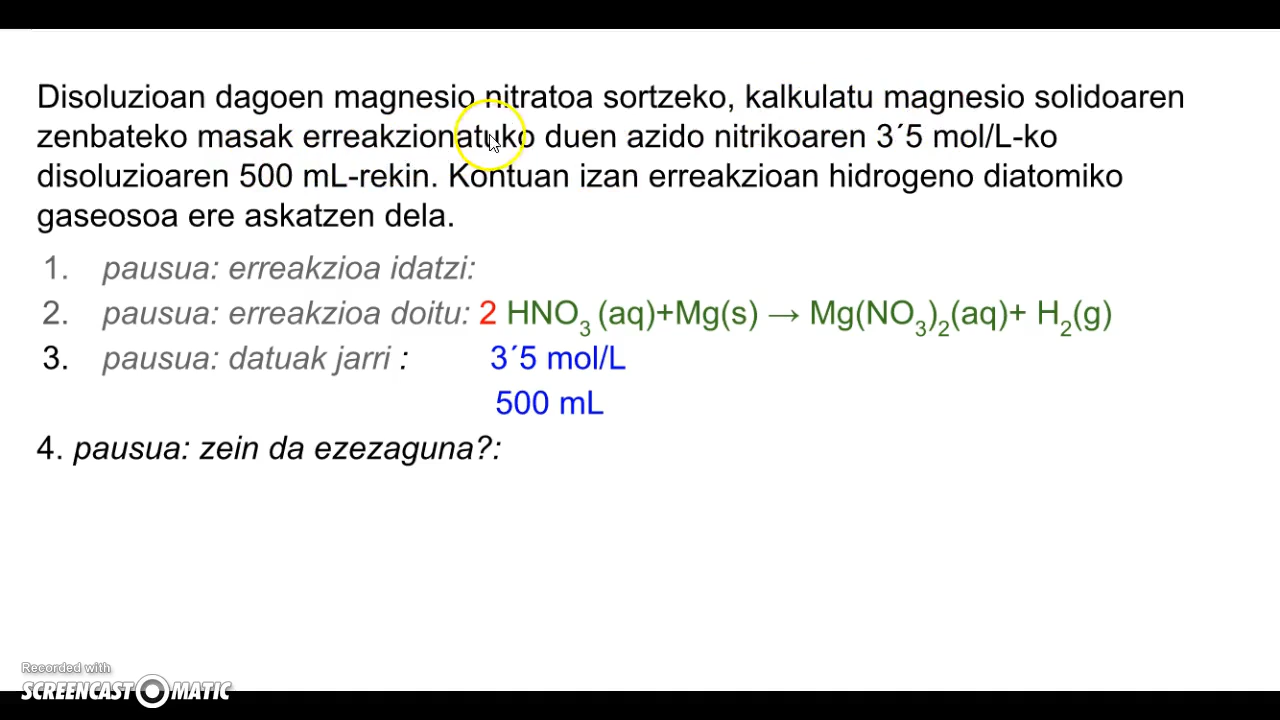 Disoluzioan dagoen magnesio nitratoa sortzeko, kalkulatu magnesio solidoaren
zenbateko masak erreakzionatuko duen azido nitrikoaren 3´5 mol/L-ko
disoluzioaren 500 mL-rekin. Kontuan izan erreakzioan hidrogeno diatomiko
gaseosoa ere askatzen dela.
1. pausua: erreakzioa idatzi:
2. pausua: erreakzioa doitu: 2 HNO₃ (aq)+Mg(s) → Mg(NO₃)₂(aq)+ H₂(g)
3. pausua: datuak jarri : 3´5 mol/L
500 mL
4. pausua: zein da ezezaguna?:
Recorded with
SCREENCAST-O-MATIC